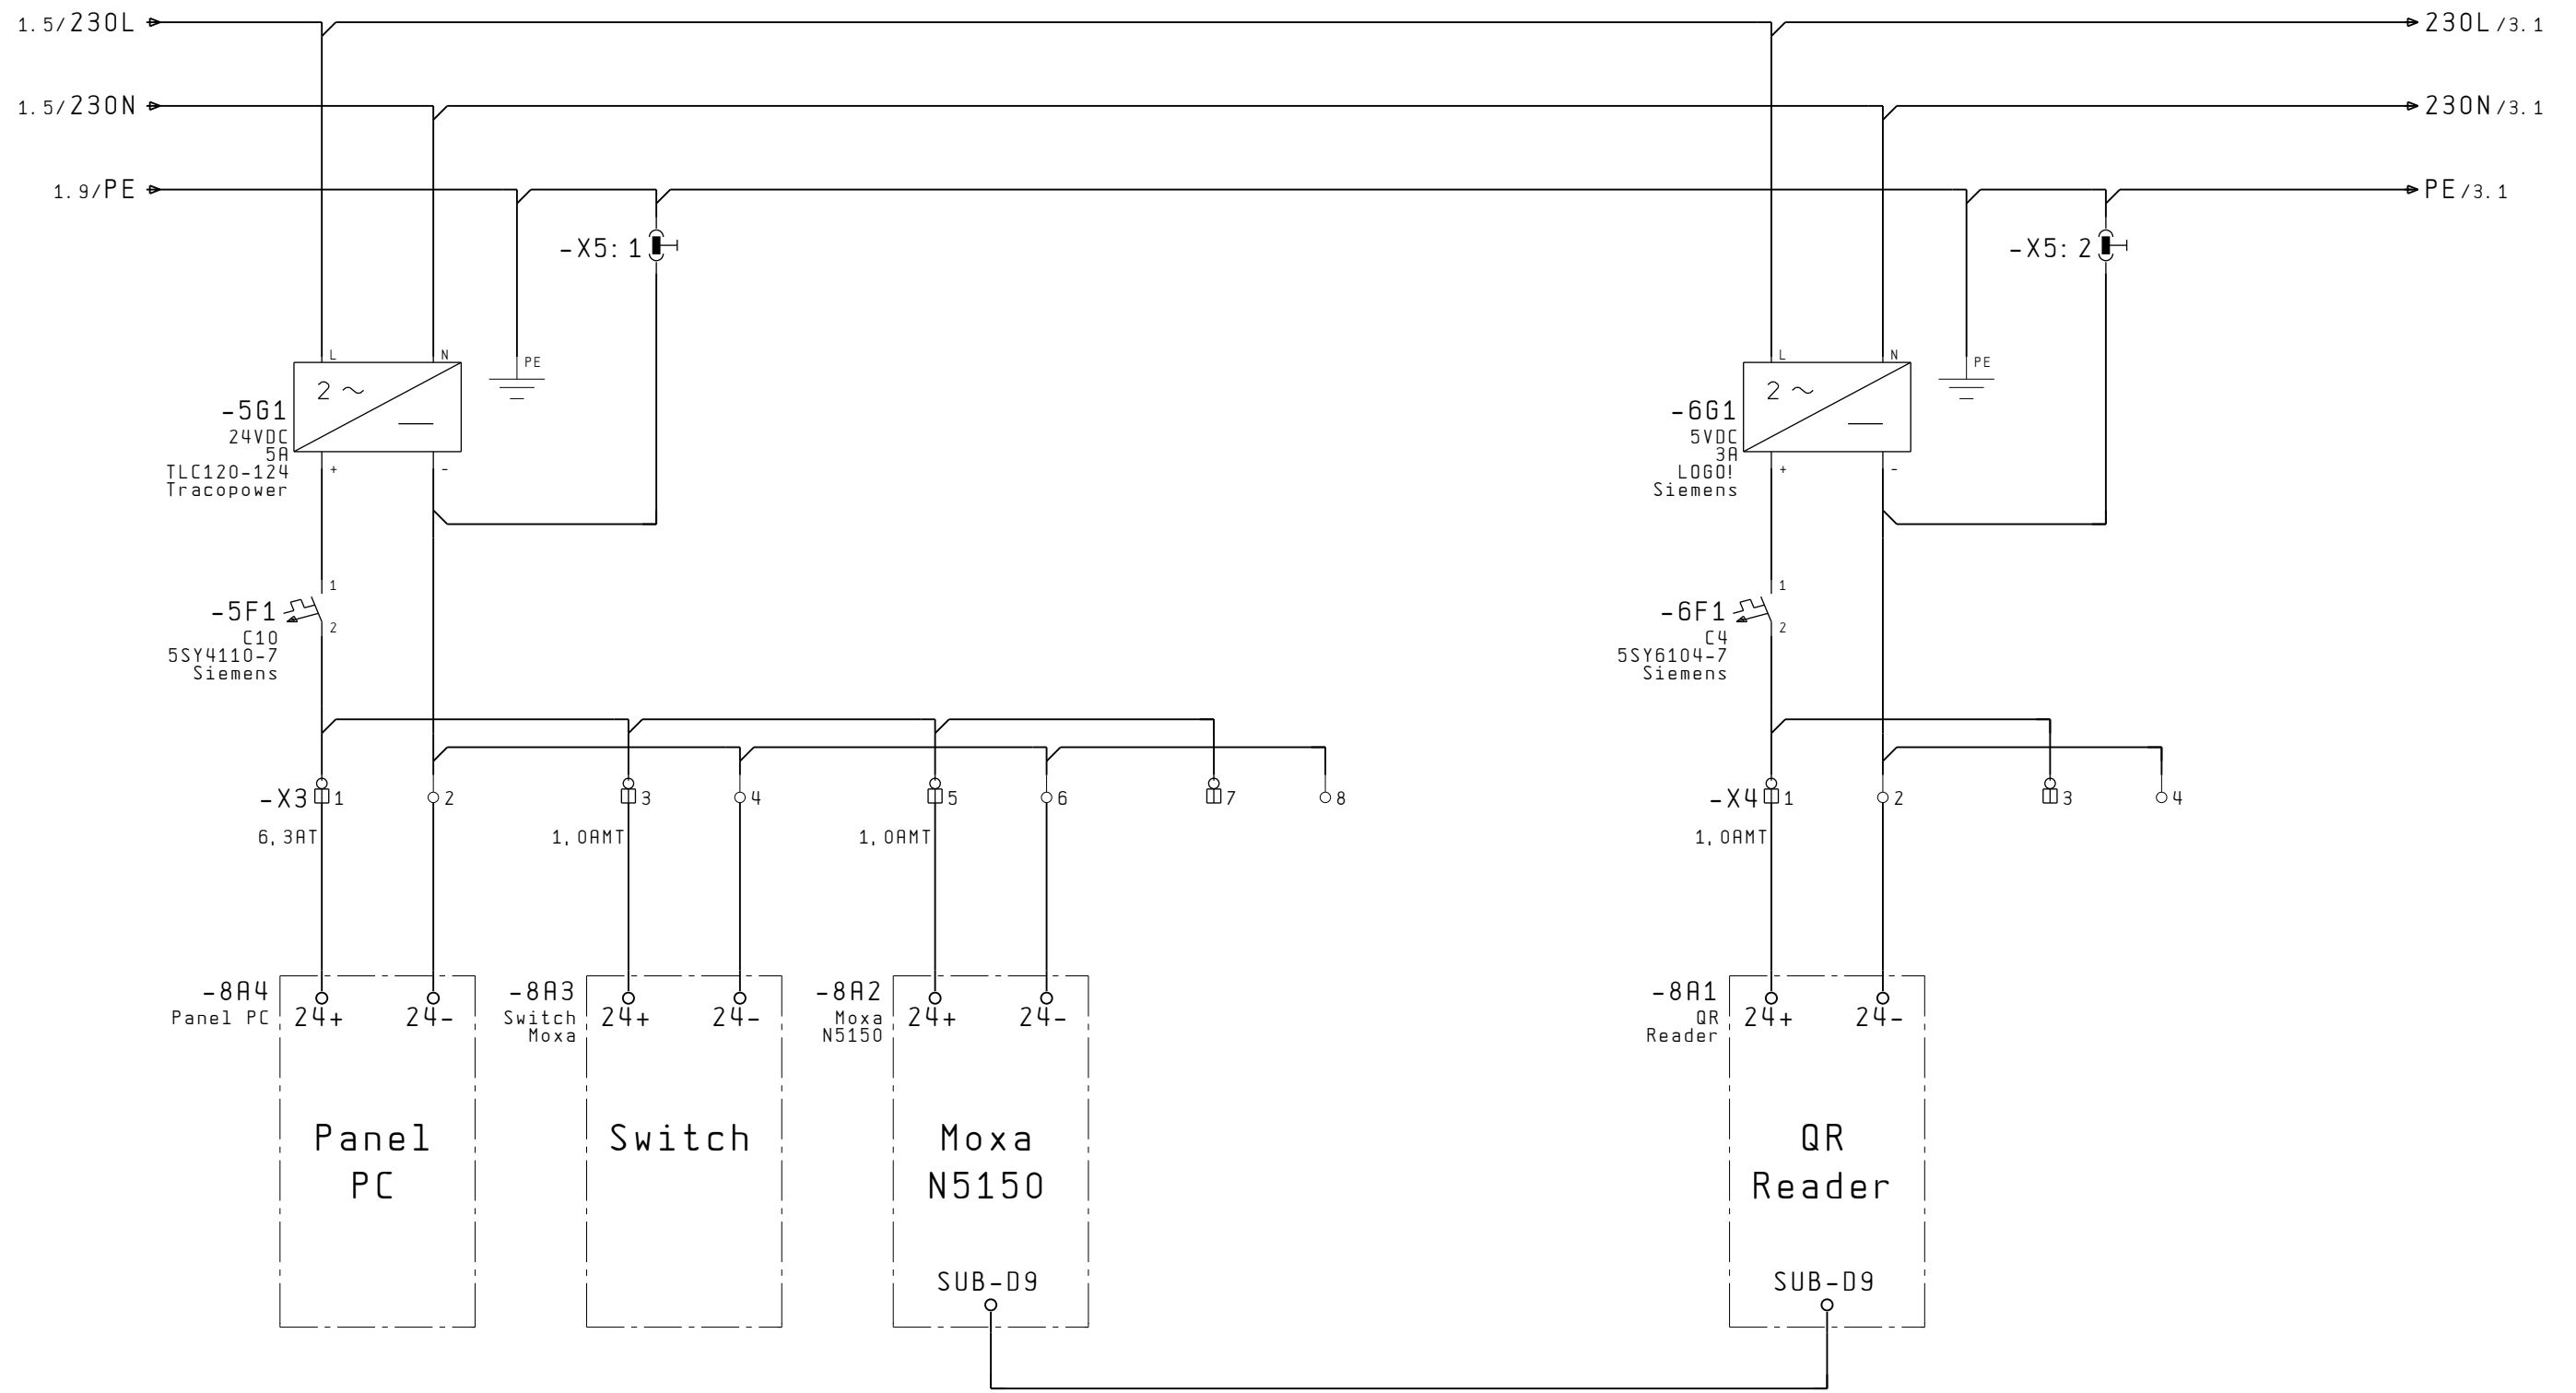 1.5/230L
230L/3.1
1.5/230N
230N/3.1
1.9/PE
PE/3.1
-X5:1
-X5:2
L
N
PE
L
N
PE
2~
2~
-5G1
24VDC
5A
TLC120-124
Tracopower
+
-
-6G1
5VDC
3A
LOGO!
Siemens
+
-
1
-5F1
2
C10
5SY4110-7
Siemens
1
-6F1
2
C4
5SY6104-7
Siemens
-X3 1 2 3 4 5 6 7 8
-X4 1 2 3 4
6,3AT
1,0AMT
1,0AMT
1,0AMT
-8A4
Panel PC
24+ 24-
-8A3
Switch
Moxa
24+ 24-
-8A2
Moxa
N5150
24+ 24-
-8A1
QR
Reader
24+ 24-
Panel
PC
Switch
Moxa
N5150
QR
Reader
SUB-D9
SUB-D9